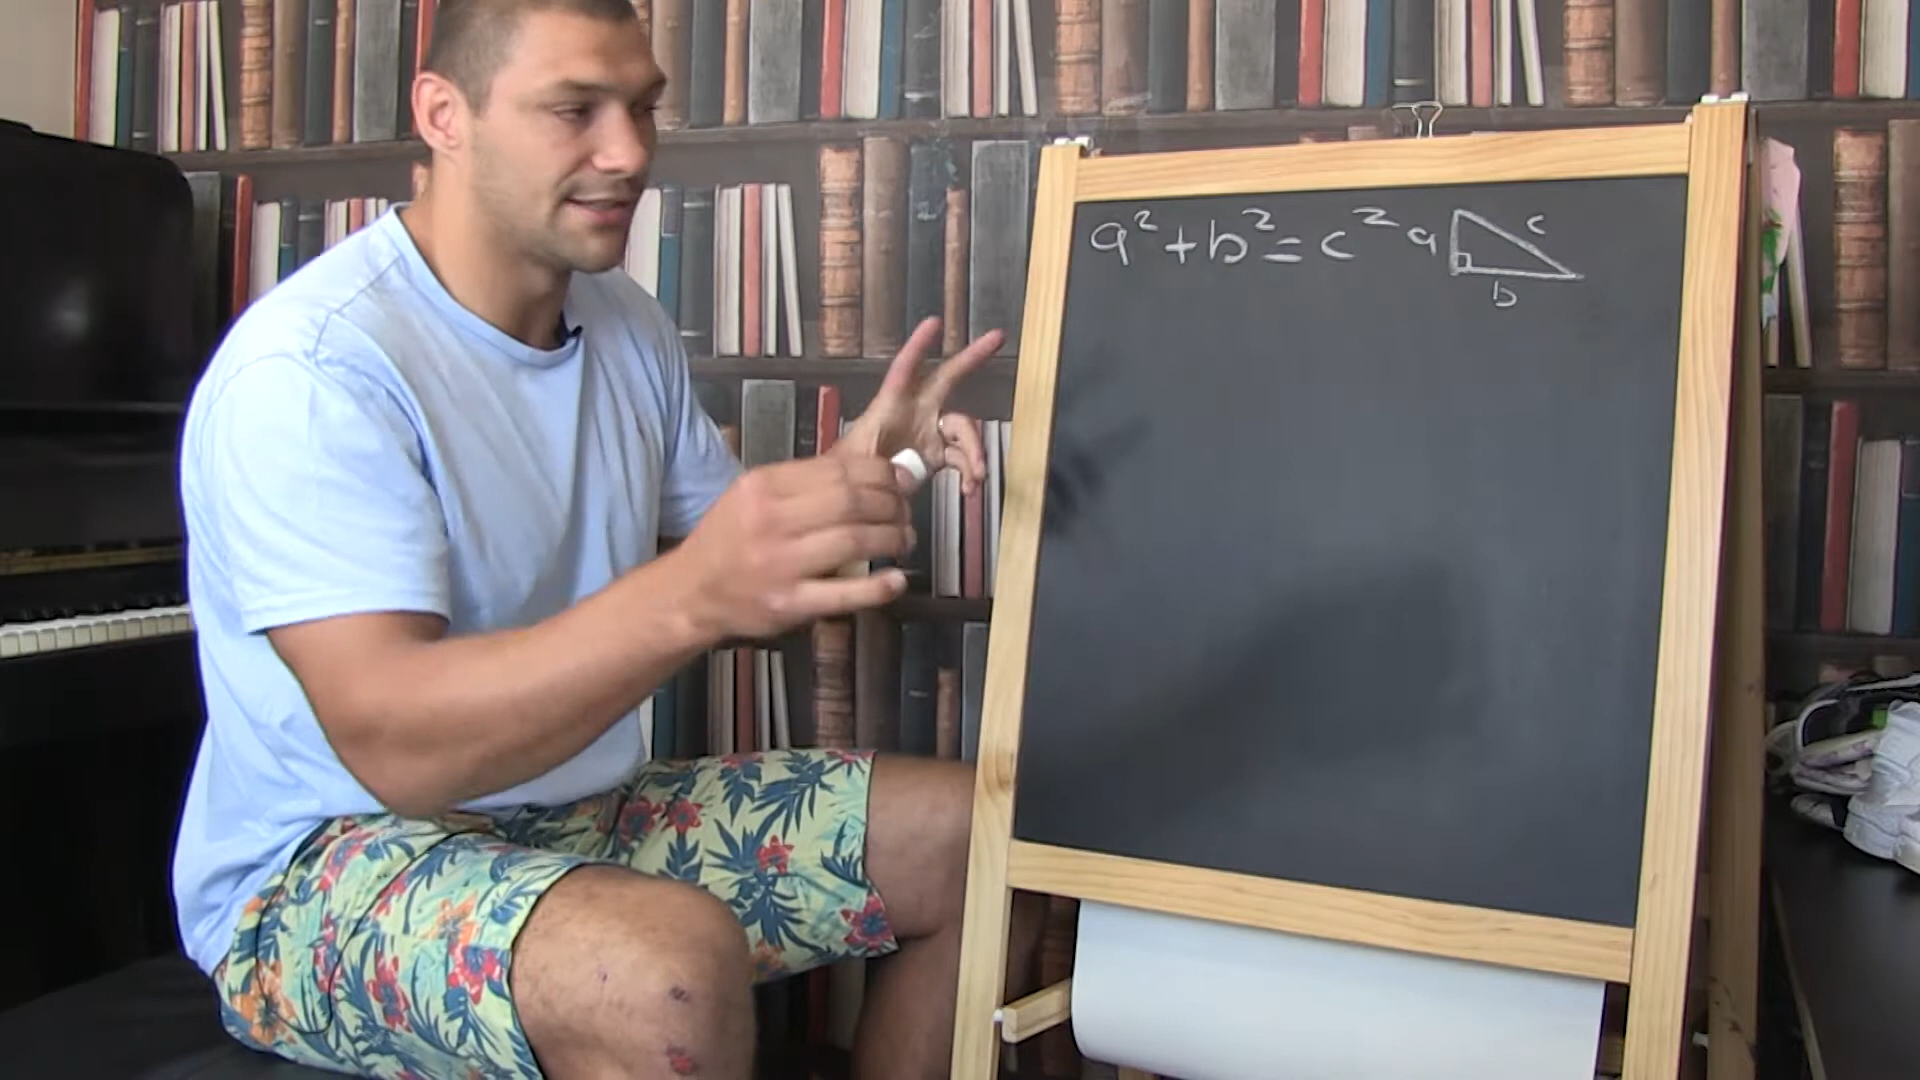 a² + b² = c² a c
b